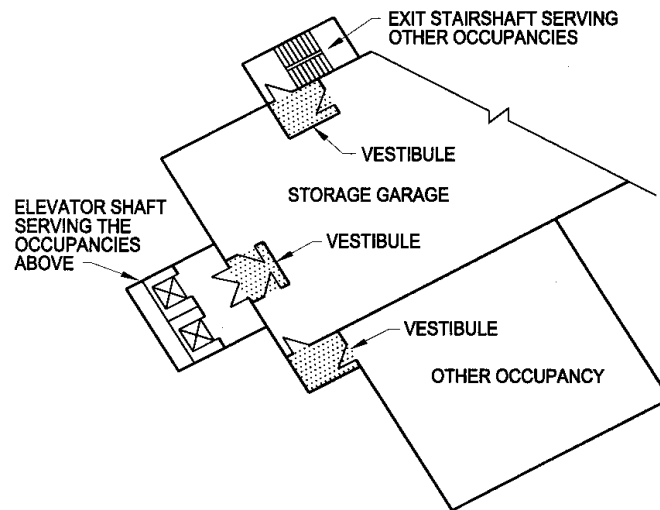 EXIT STAIRSHAFT SERVING
OTHER OCCUPANCIES
VESTIBULE
STORAGE GARAGE
ELEVATOR SHAFT
SERVING THE
OCCUPANCIES
ABOVE
VESTIBULE
VESTIBULE
OTHER OCCUPANCY